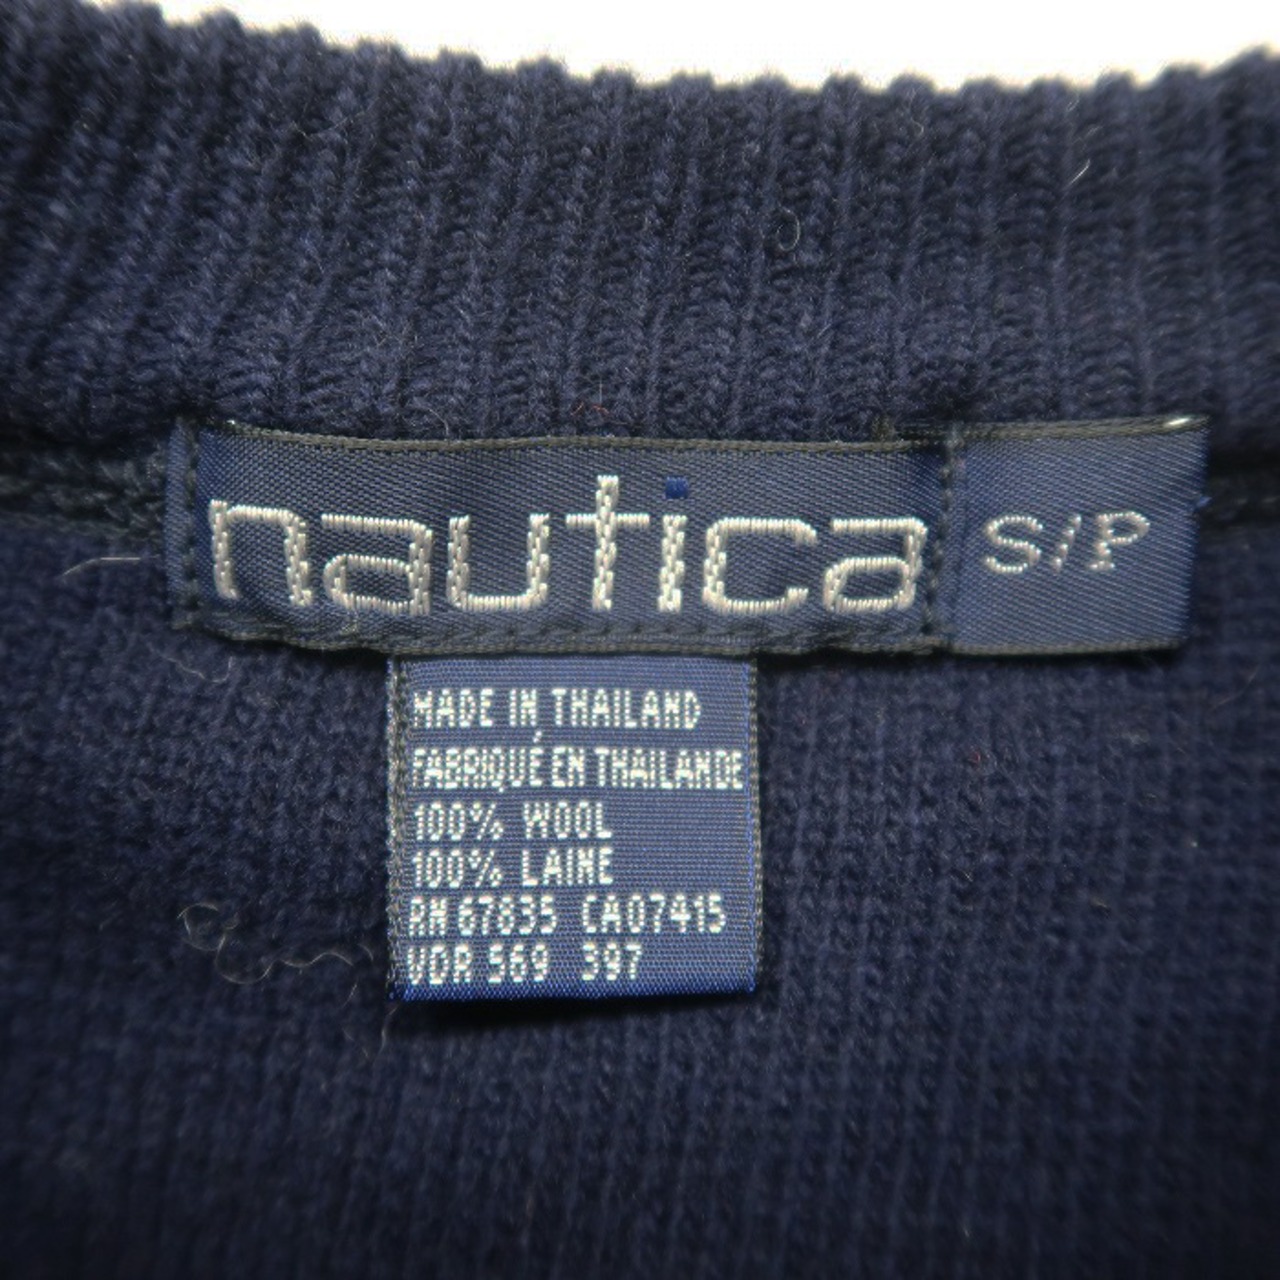 nautica S/P
MADE IN THAILAND
FABRIQUÉ EN THAILANDE
100% WOOL
100% LAINE
RN 67835 CA07415
VDR 569 397